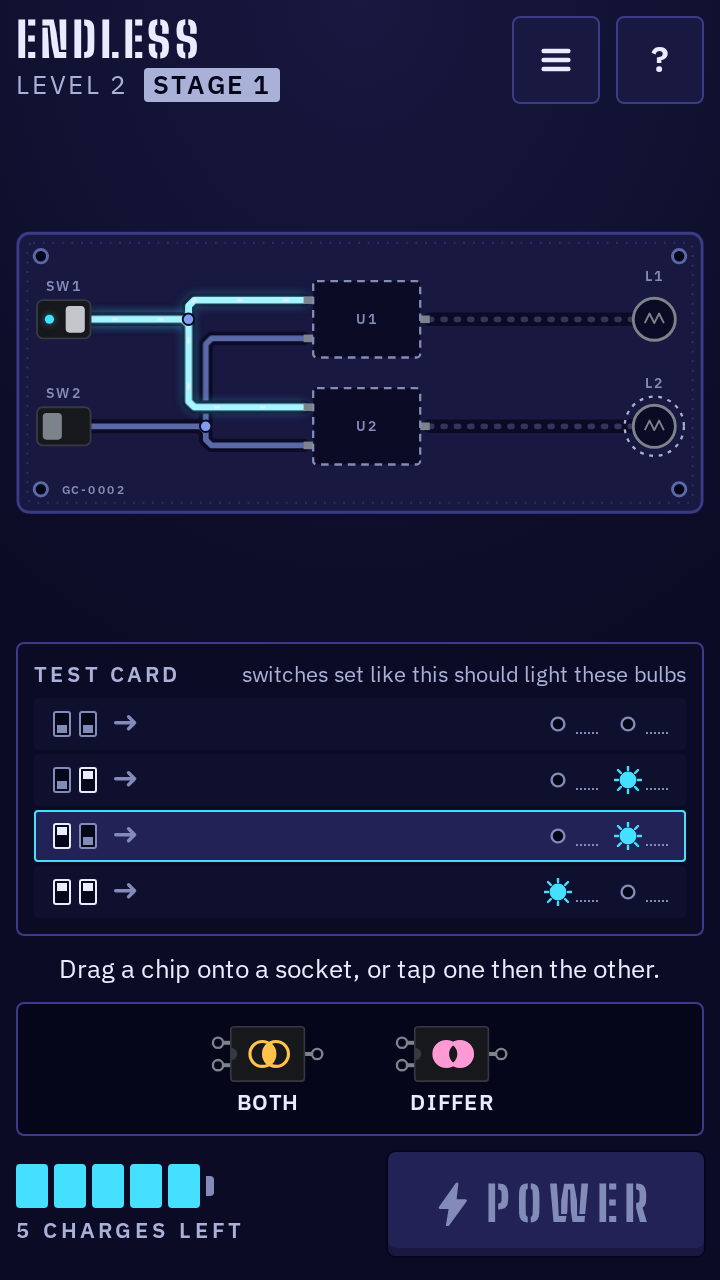 ENDLESS
LEVEL 2 STAGE 1
?
SW1
L1
U1
SW2
L2
U2
GC-0002
TEST CARD switches set like this should light these bulbs
Drag a chip onto a socket, or tap one then the other.
BOTH DIFFER
POWER
5 CHARGES LEFT